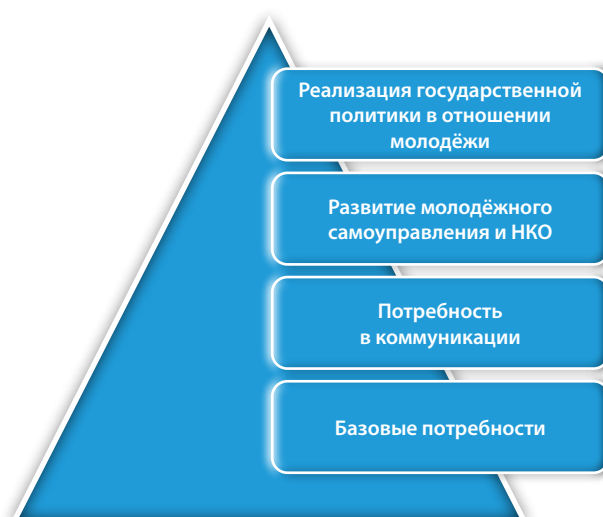 Реализация государственной
политики в отношении
молодёжи
Развитие молодёжного
самоуправления и НКО
Потребность
в коммуникации
Базовые потребности